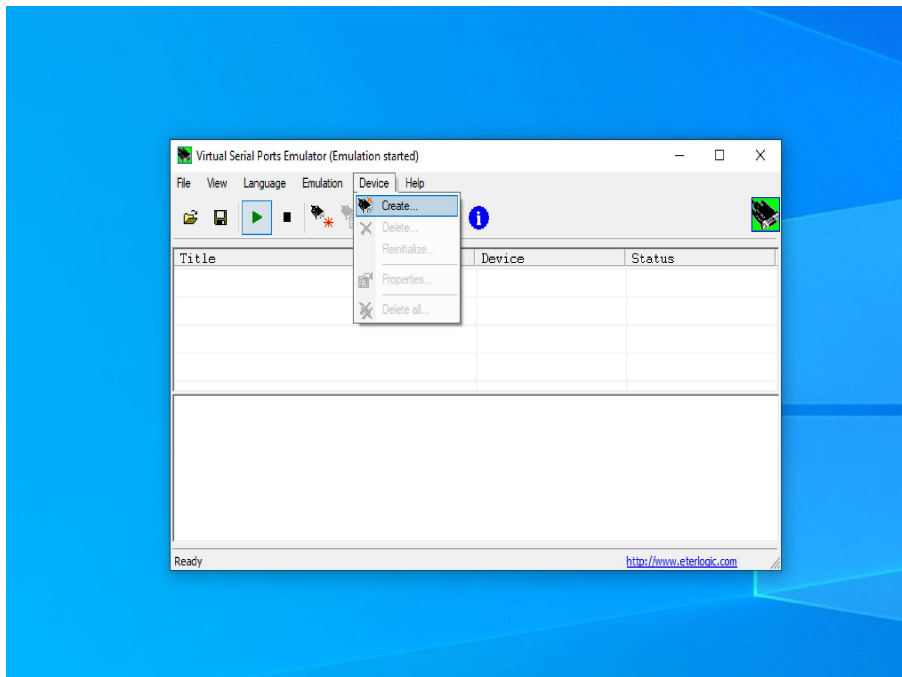 Virtual Serial Ports Emulator (Emulation started)
File View Language Emulation Device Help
Create...
Delete...
Reinitialize...
Properties...
Delete all...
Title Device Status
Ready http://www.eterlogic.com